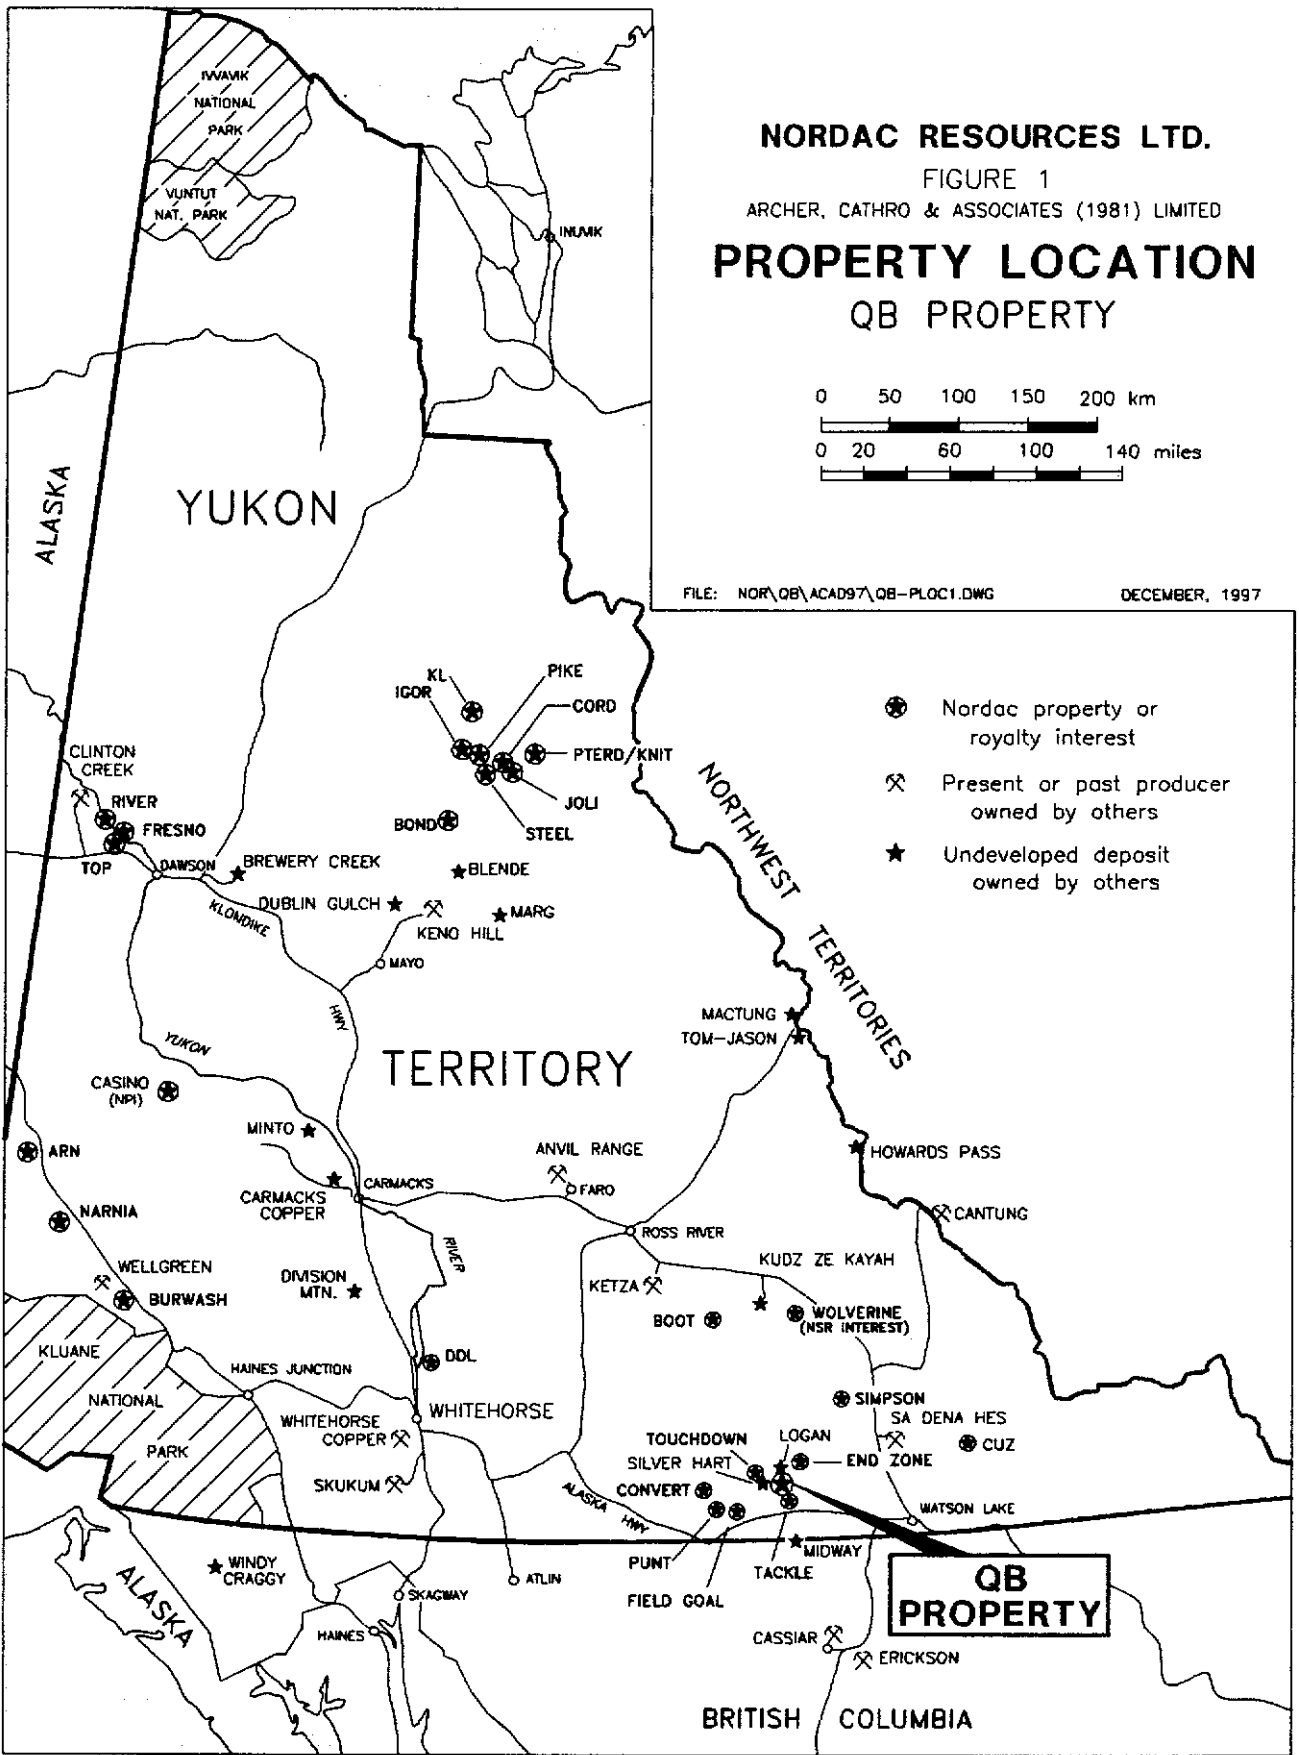 NORDAC RESOURCES LTD.
FIGURE 1
ARCHER, CATHRO & ASSOCIATES (1981) LIMITED
PROPERTY LOCATION
QB PROPERTY
0 50 100 150 200 km
0 20 60 100 140 miles
FILE: NOR\QB\ACAD97\QB-PLOC1.DWG
DECEMBER, 1997
Nordac property or
royalty interest
Present or past producer
owned by others
Undeveloped deposit
owned by others
IVVAVIK
NATIONAL
PARK
VUNTUT
NAT. PARK
INUVIK
ALASKA
YUKON
KL
IGOR
PIKE
CORD
PTERD/KNIT
JOLI
STEEL
BOND
CLINTON
CREEK
RIVER
FRESNO
TOP
DAWSON
BREWERY CREEK
BLENDE
KLONDIKE
DUBLIN GULCH
MARG
KENO HILL
MAYO
HWY
NORTHWEST
TERRITORIES
MACTUNG
TOM-JASON
YUKON
TERRITORY
CASINO
(NPI)
MINTO
ARN
ANVIL RANGE
HOWARDS PASS
FARO
CARMACKS
CARMACKS
COPPER
NARNIA
CANTUNG
ROSS RIVER
RIVER
KUDZ ZE KAYAH
WELLGREEN
BURWASH
DIVISION
MTN.
KETZA
BOOT
WOLVERINE
(NSR INTEREST)
KLUANE
NATIONAL
PARK
HAINES JUNCTION
DDL
SIMPSON
WHITEHORSE
WHITEHORSE
COPPER
SA DENA HES
CUZ
TOUCHDOWN
LOGAN
SILVER HART
END ZONE
SKUKUM
CONVERT
ALASKA
HWY
WATSON LAKE
PUNT
MIDWAY
TACKLE
FIELD GOAL
QB
PROPERTY
WINDY
CRAGGY
ALASKA
ATLIN
SKAGWAY
HAINES
CASSIAR
ERICKSON
BRITISH COLUMBIA